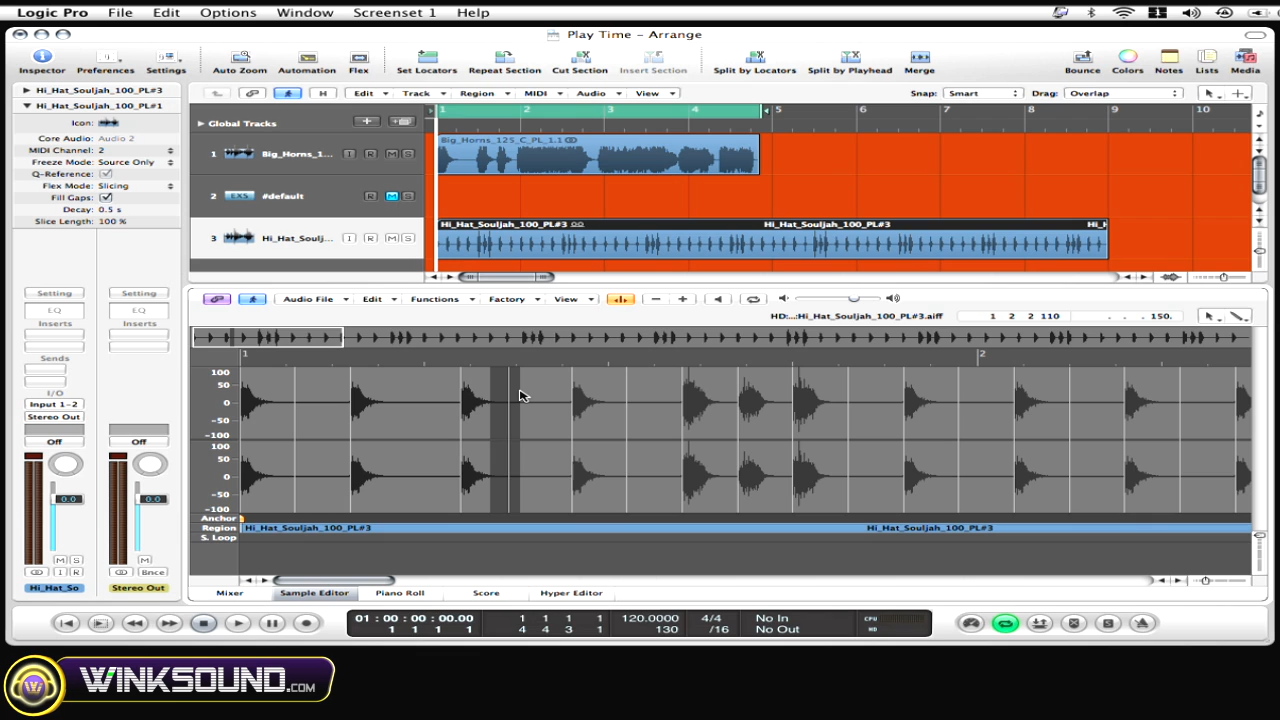 Logic Pro File Edit Options Window Screenset 1 Help
Play Time - Arrange
Inspector Preferences Settings Auto Zoom Automation Flex Set Locators Repeat Section Cut Section Insert Section Split by Locators Split by Playhead Merge Bounce Colors Notes Lists Media
Hi_Hat_Souljah_100_PL#3
Hi_Hat_Souljah_100_PL#1
Icon:
Core Audio: Audio 2
MIDI Channel: 2
Freeze Mode: Source Only
Q-Reference:
Flex Mode: Slicing
Fill Gaps:
Decay: 0.5 s
Slice Length: 100 %
H Edit Track Region MIDI Audio View Snap: Smart Drag: Overlap
Global Tracks
1 2 3 4 5 6 7 8 9 10
1 Big_Horns_1... I R M S
Big_Horns_125_C_PL_1.1
2 EXS #default R M S
3 Hi_Hat_Soulj... I R M S
Hi_Hat_Souljah_100_PL#3 Hi_Hat_Souljah_100_PL#3 Hi_H
Setting Setting
EQ EQ
Inserts Inserts
Sends
I/O
Input 1-2
Stereo Out
Off Off
0.0 0.0
M S M
I R Bnce
Hi_Hat_So Stereo Out
Audio File Edit Functions Factory View
HD:...:Hi_Hat_Souljah_100_PL#3.aiff 1 2 2 110 . . . 150.
1 2
100
50
0
-50
-100
100
50
0
-50
-100
Anchor
Region Hi_Hat_Souljah_100_PL#3 Hi_Hat_Souljah_100_PL#3
S. Loop
Mixer Sample Editor Piano Roll Score Hyper Editor
01 : 00 : 00 : 00.00 1 1 1 1 120.0000 4/4 No In CPU
1 1 1 1 4 4 3 1 130 /16 No Out HD
W WINKSOUND.COM